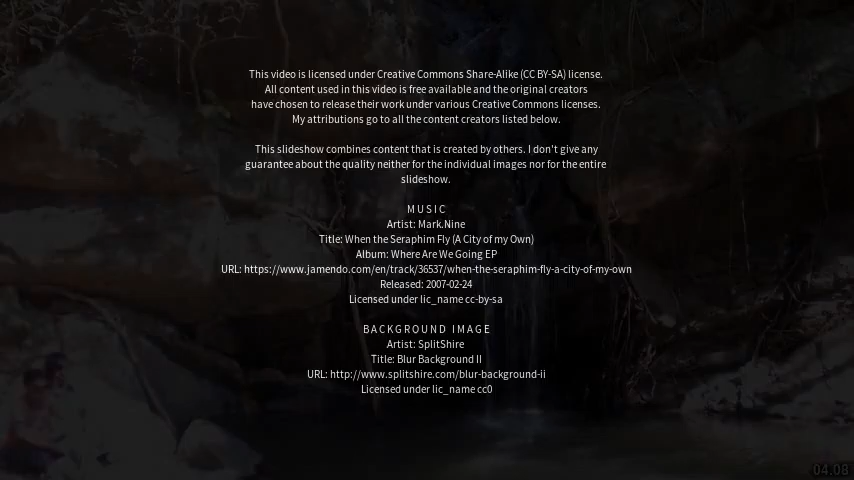 This video is licensed under Creative Commons Share-Alike (CC BY-SA) license.
All content used in this video is free available and the original creators
have chosen to release their work under various Creative Commons licenses.
My attributions go to all the content creators listed below.
This slideshow combines content that is created by others. I don't give any
guarantee about the quality neither for the individual images nor for the entire
slideshow.
MUSIC
Artist: Mark.Nine
Title: When the Seraphim Fly (A City of my Own)
Album: Where Are We Going EP
URL: https://www.jamendo.com/en/track/36537/when-the-seraphim-fly-a-city-of-my-own
Released: 2007-02-24
Licensed under lic_name cc-by-sa
BACKGROUND IMAGE
Artist: SplitShire
Title: Blur Background II
URL: http://www.splitshire.com/blur-background-ii
Licensed under lic_name cc0
04.08